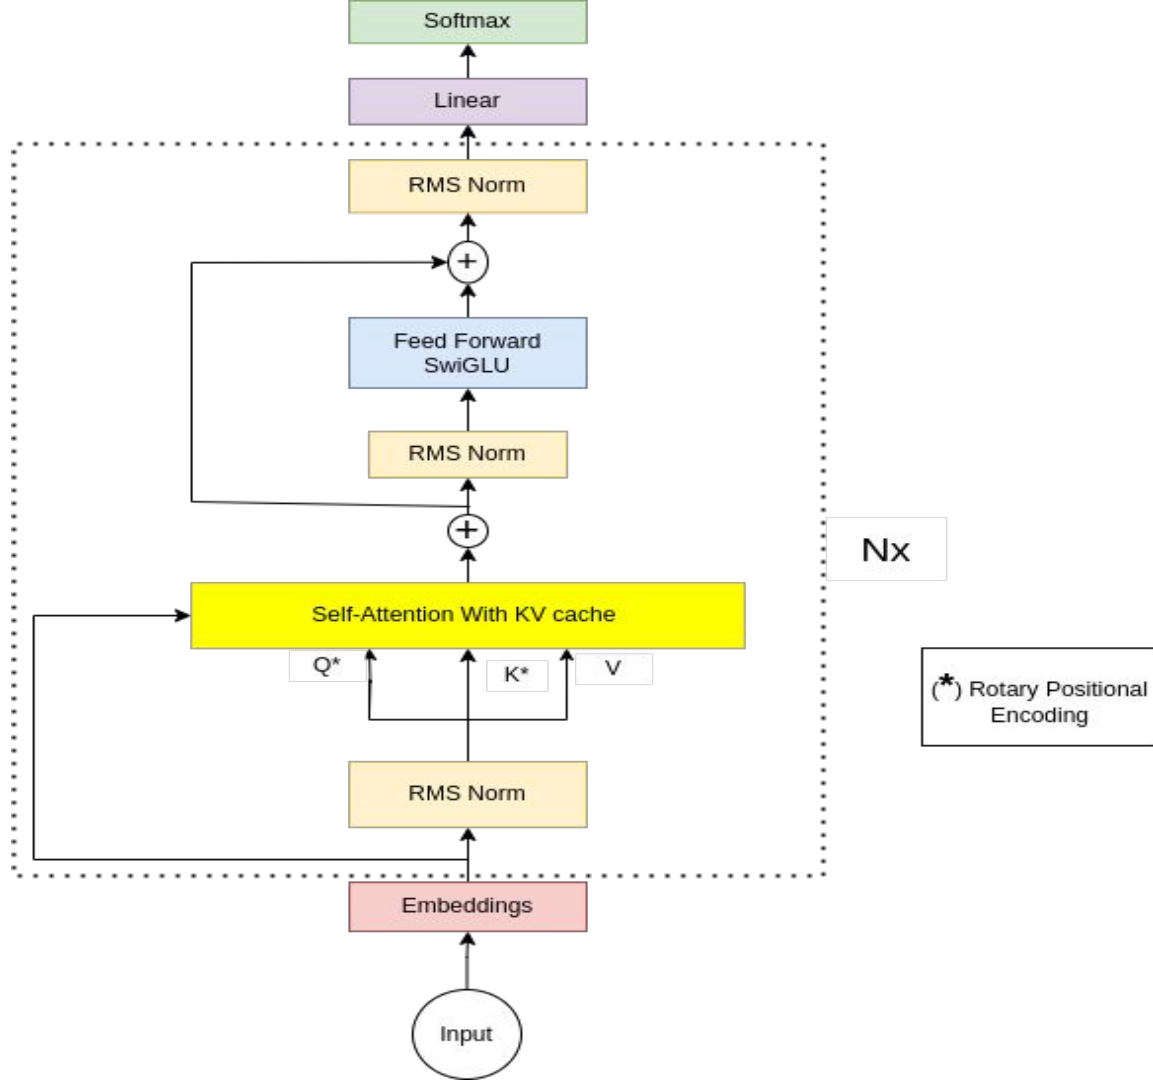 Softmax
Linear
RMS Norm
+
Feed Forward
SwiGLU
RMS Norm
+
Nx
Self-Attention With KV cache
Q*
K*
V
(*) Rotary Positional
Encoding
RMS Norm
Embeddings
Input